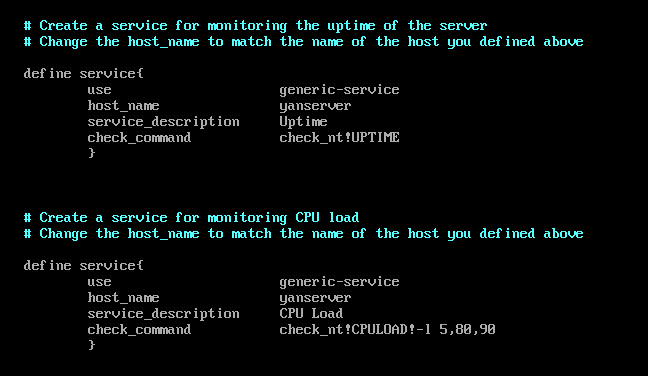 # Create a service for monitoring the uptime of the server
# Change the host_name to match the name of the host you defined above
define service{
use generic-service
host_name yanserver
service_description Uptime
check_command check_nt!UPTIME
}
# Create a service for monitoring CPU load
# Change the host_name to match the name of the host you defined above
define service{
use generic-service
host_name yanserver
service_description CPU Load
check_command check_nt!CPULOAD!-l 5,80,90
}